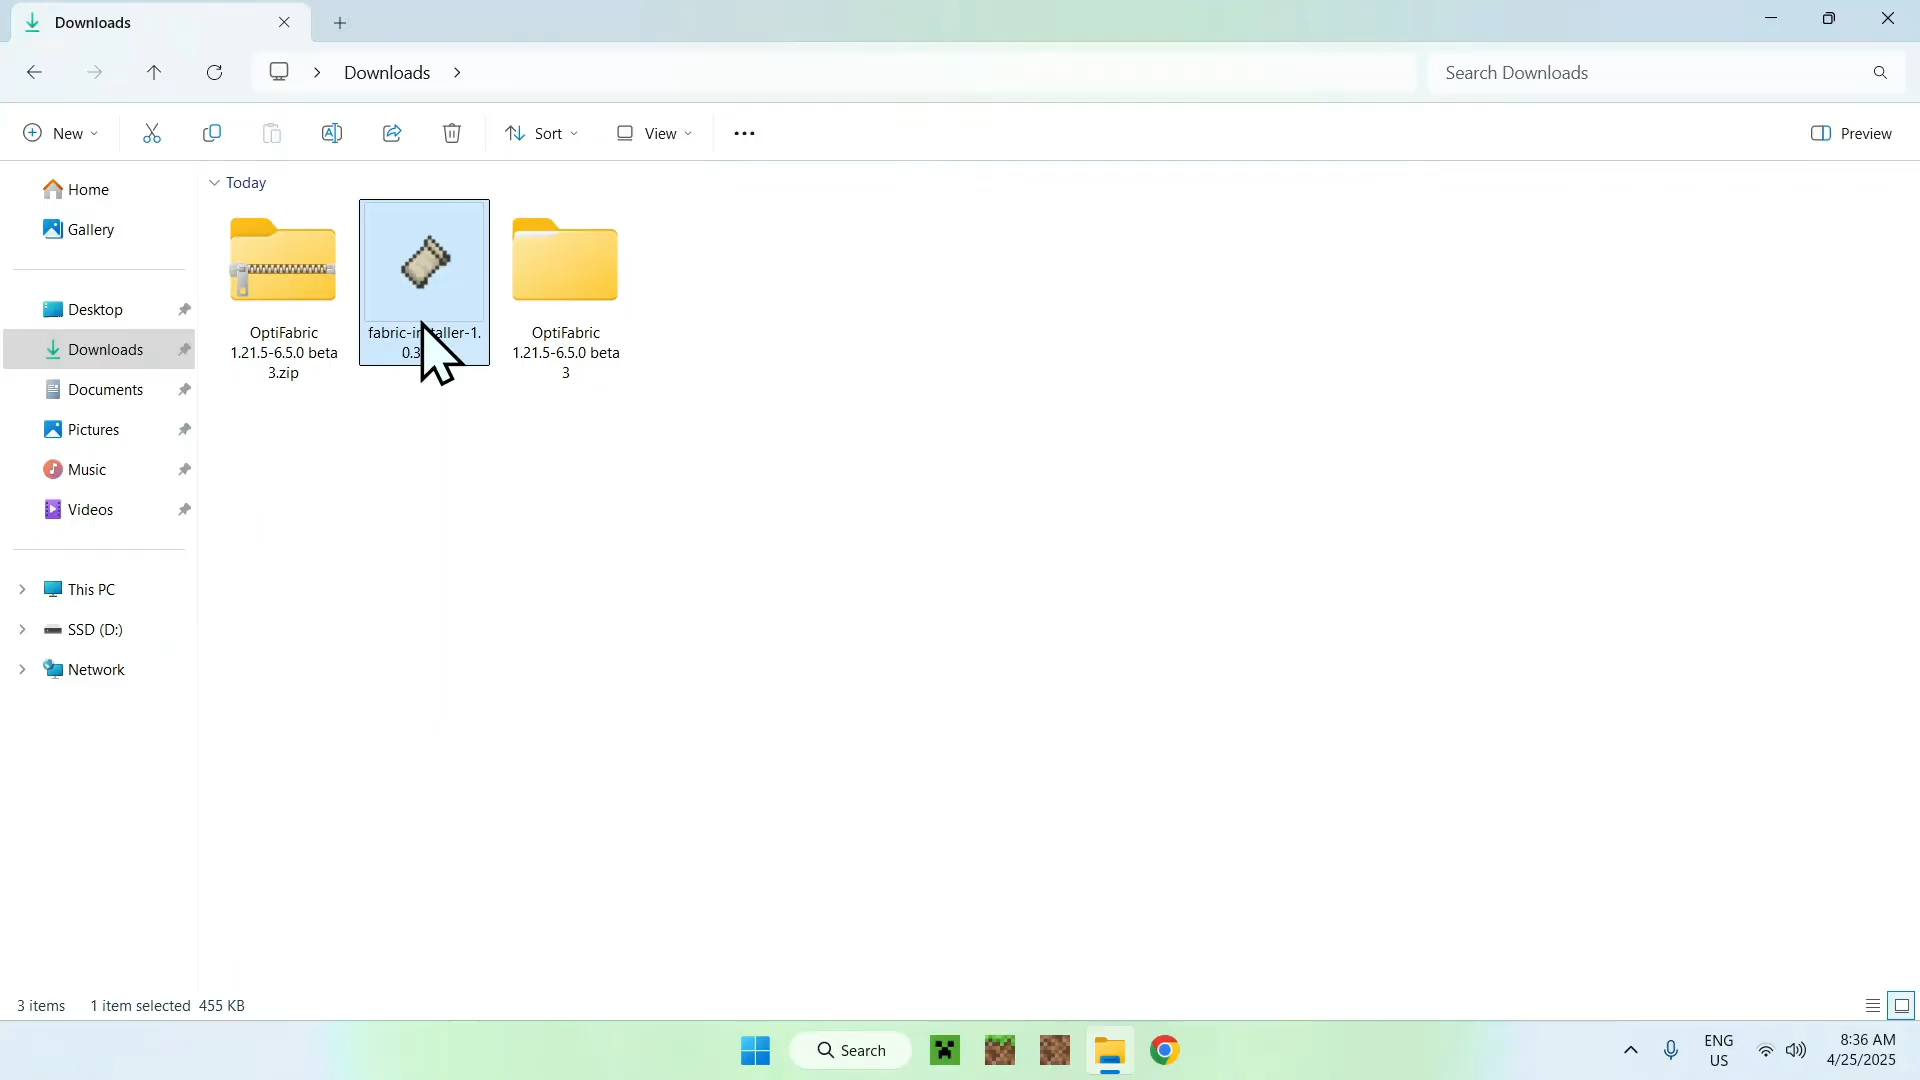 Downloads
Downloads
Search Downloads
New
Sort
View
Preview
Home
Gallery
Desktop
Downloads
Documents
Pictures
Music
Videos
This PC
SSD (D:)
Network
Today
OptiFabric
1.21.5-6.5.0 beta
3.zip
fabric-installer-1.
0.3
OptiFabric
1.21.5-6.5.0 beta
3
3 items 1 item selected 455 KB
Search
ENG
US
8:36 AM
4/25/2025